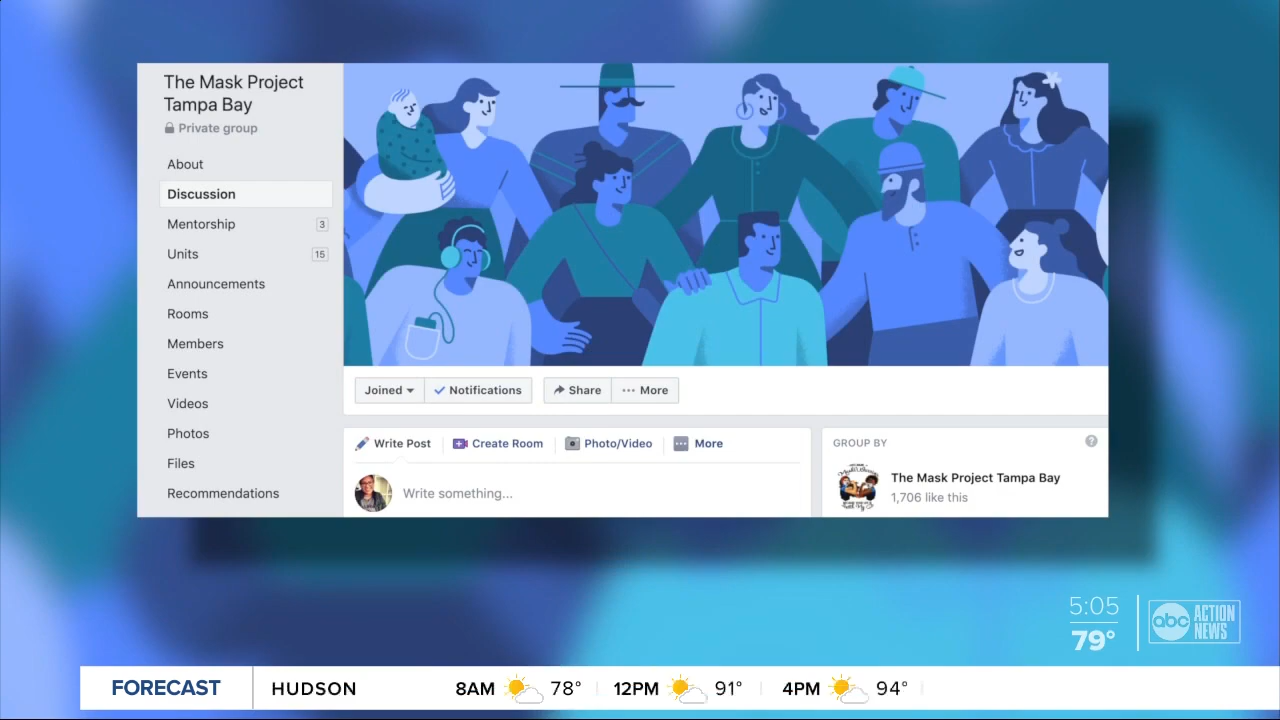 The Mask Project
Tampa Bay
Private group
About
Discussion
Mentorship 3
Units 15
Announcements
Rooms
Members
Events
Videos
Photos
Files
Recommendations
Joined Notifications Share More
Write Post Create Room Photo/Video More
Write something...
GROUP BY ?
The Mask Project Tampa Bay
1,706 like this
5:05
79°
abc ACTION NEWS
FORECAST HUDSON 8AM 78° 12PM 91° 4PM 94°